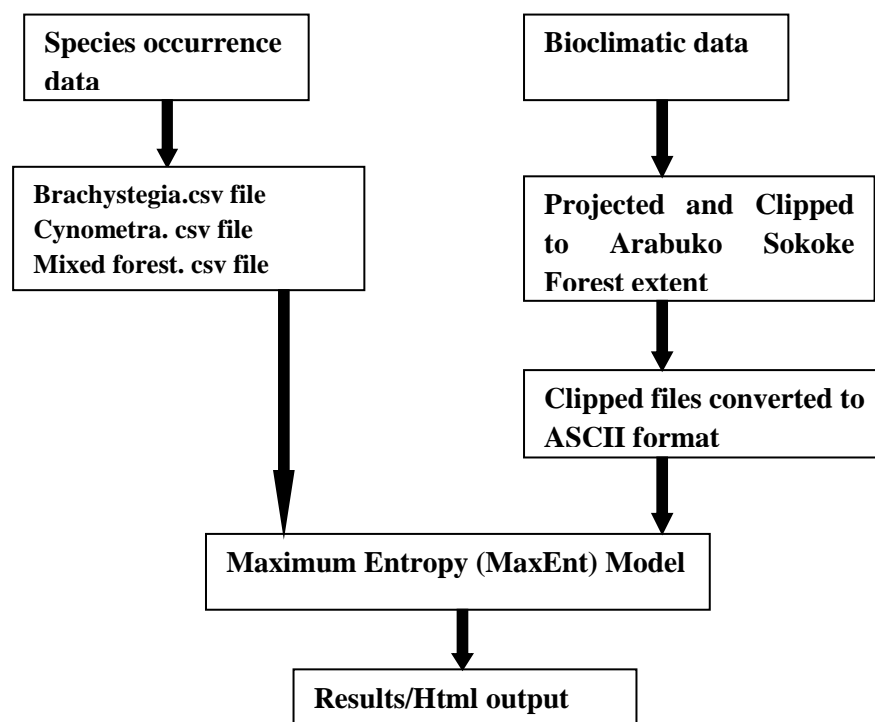 Species occurrence
data
Bioclimatic data
Brachystegia.csv file
Cynometra. csv file
Mixed forest. csv file
Projected and Clipped
to Arabuko Sokoke
Forest extent
Clipped files converted to
ASCII format
Maximum Entropy (MaxEnt) Model
Results/Html output